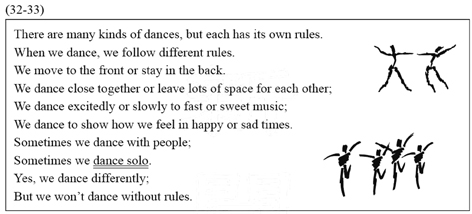 (32-33)
There are many kinds of dances, but each has its own rules.
When we dance, we follow different rules.
We move to the front or stay in the back.
We dance close together or leave lots of space for each other;
We dance excitedly or slowly to fast or sweet music;
We dance to show how we feel in happy or sad times.
Sometimes we dance with people;
Sometimes we dance solo.
Yes, we dance differently;
But we won’t dance without rules.